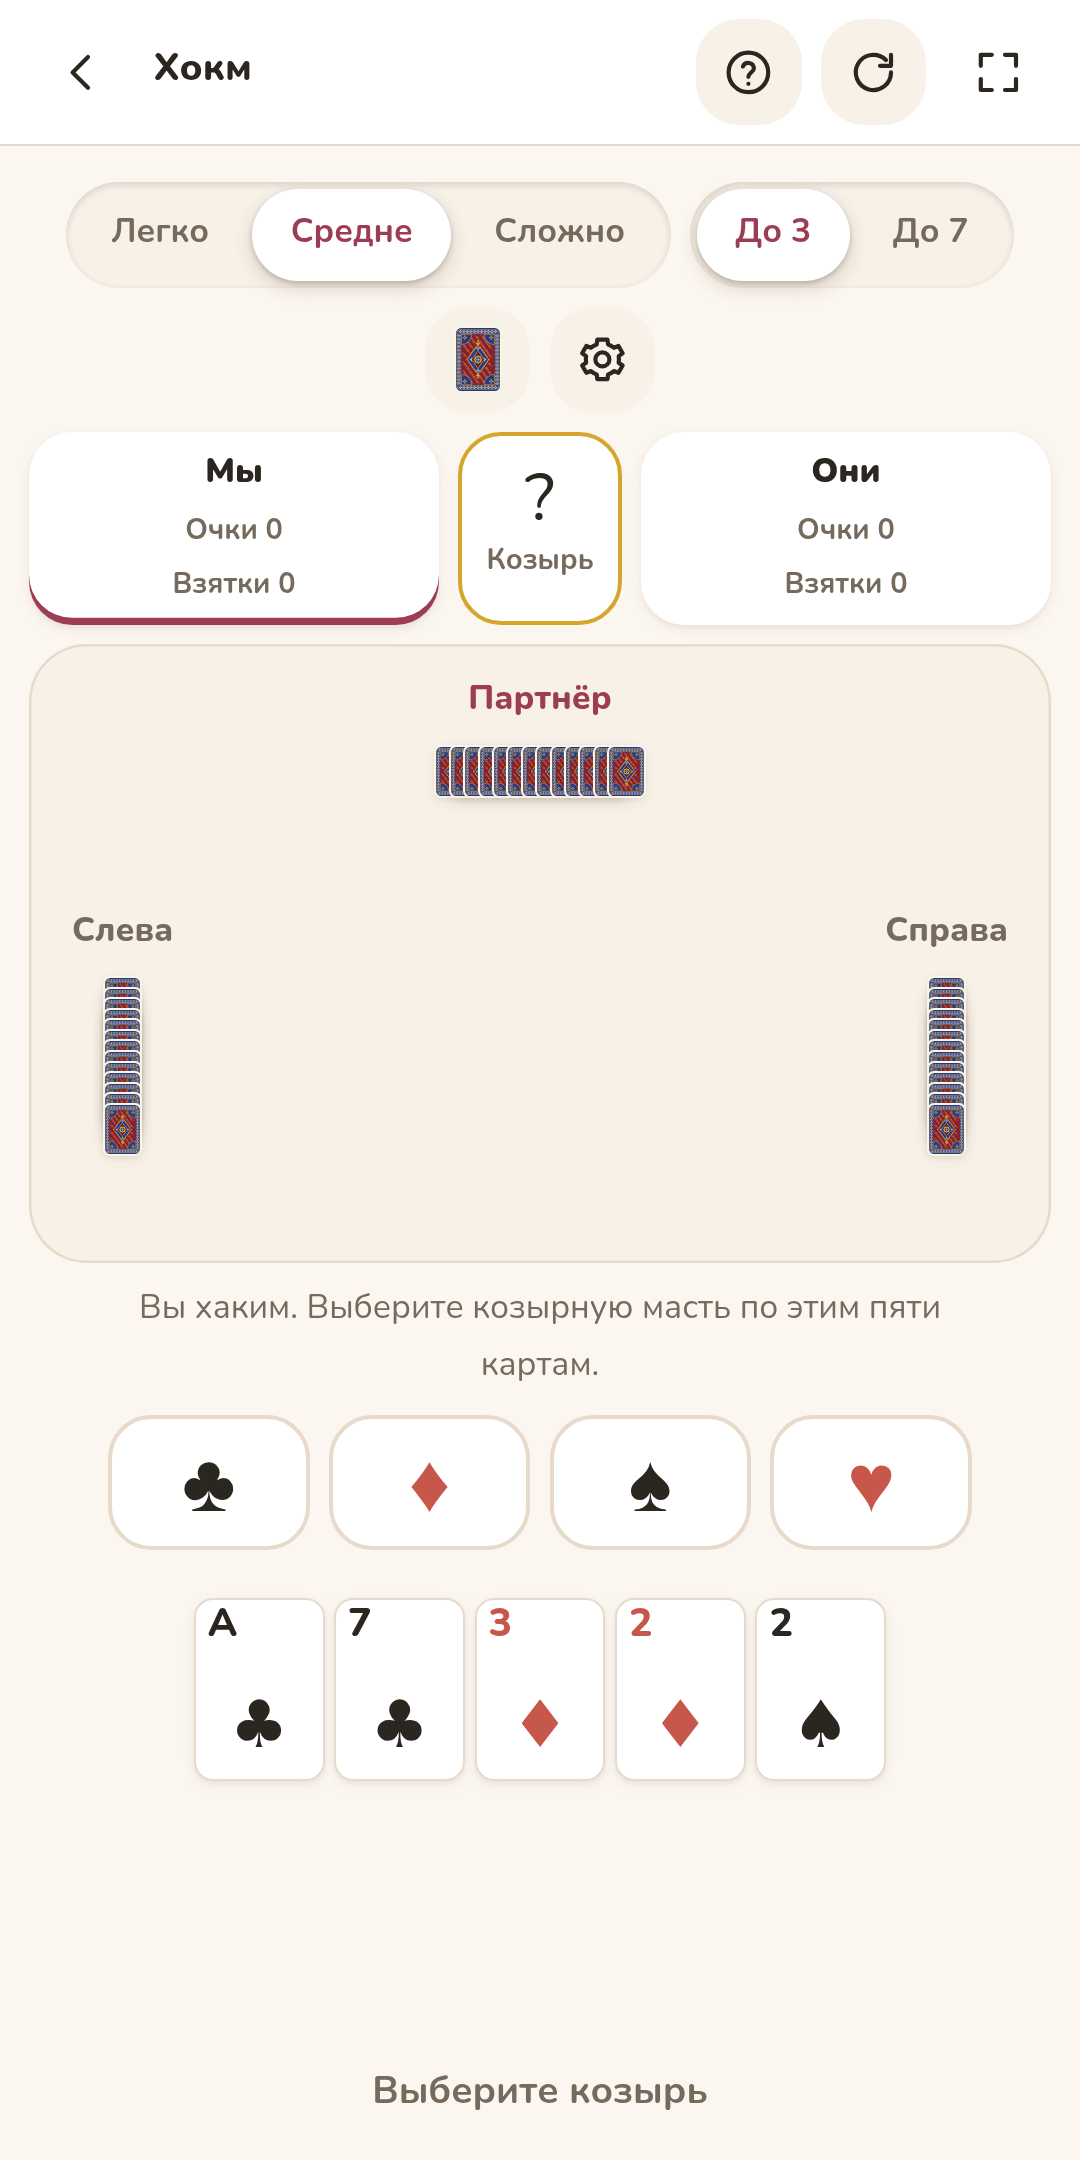 Хокм
Легко Средне Сложно До 3 До 7
Мы
Очки 0
Взятки 0
?
Козырь
Они
Очки 0
Взятки 0
Партнёр
Слева
Справа
Вы хаким. Выберите козырную масть по этим пяти
картам.
♣ ♦ ♠ ♥
A 7 3 2 2
♣ ♣ ♦ ♦ ♠
Выберите козырь